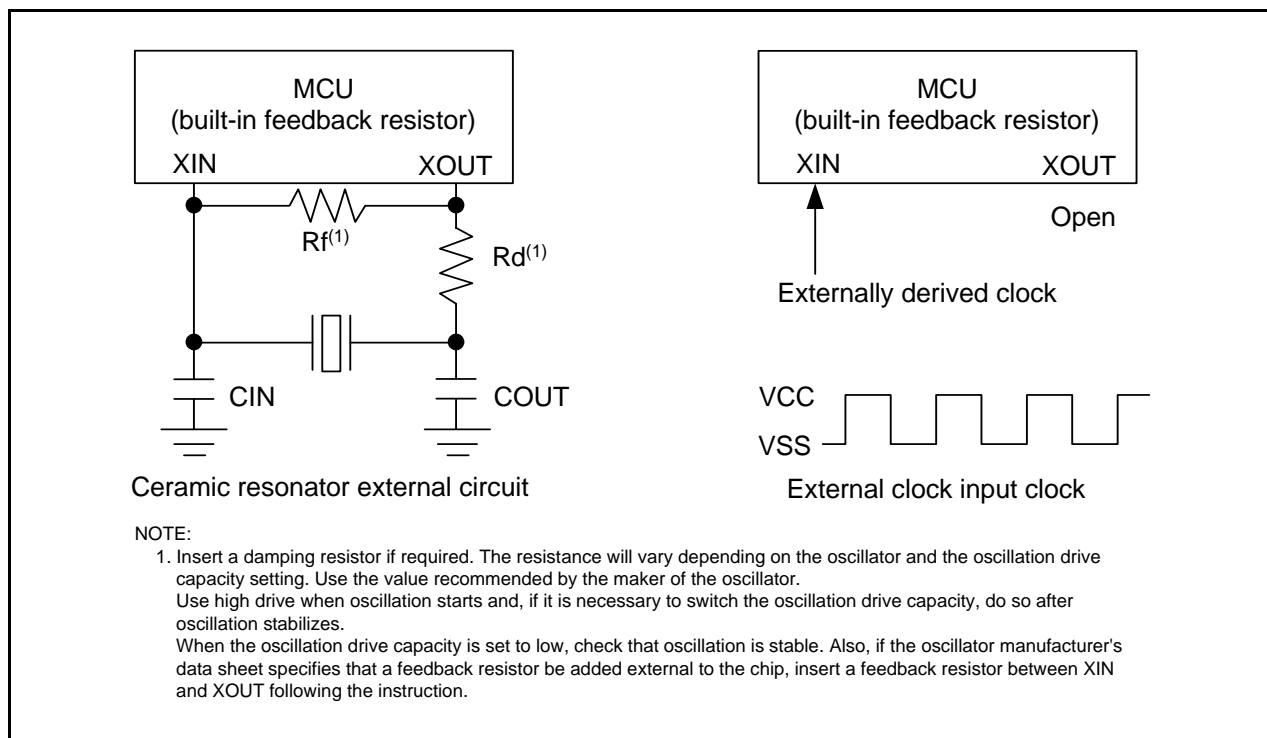 MCU
(built-in feedback resistor)
XIN
XOUT
Rf(1)
Rd(1)
CIN
COUT
Ceramic resonator external circuit
MCU
(built-in feedback resistor)
XIN
XOUT
Open
Externally derived clock
VCC
VSS
External clock input clock
NOTE:
1. Insert a damping resistor if required. The resistance will vary depending on the oscillator and the oscillation drive
capacity setting. Use the value recommended by the maker of the oscillator.
Use high drive when oscillation starts and, if it is necessary to switch the oscillation drive capacity, do so after
oscillation stabilizes.
When the oscillation drive capacity is set to low, check that oscillation is stable. Also, if the oscillator manufacturer's
data sheet specifies that a feedback resistor be added external to the chip, insert a feedback resistor between XIN
and XOUT following the instruction.